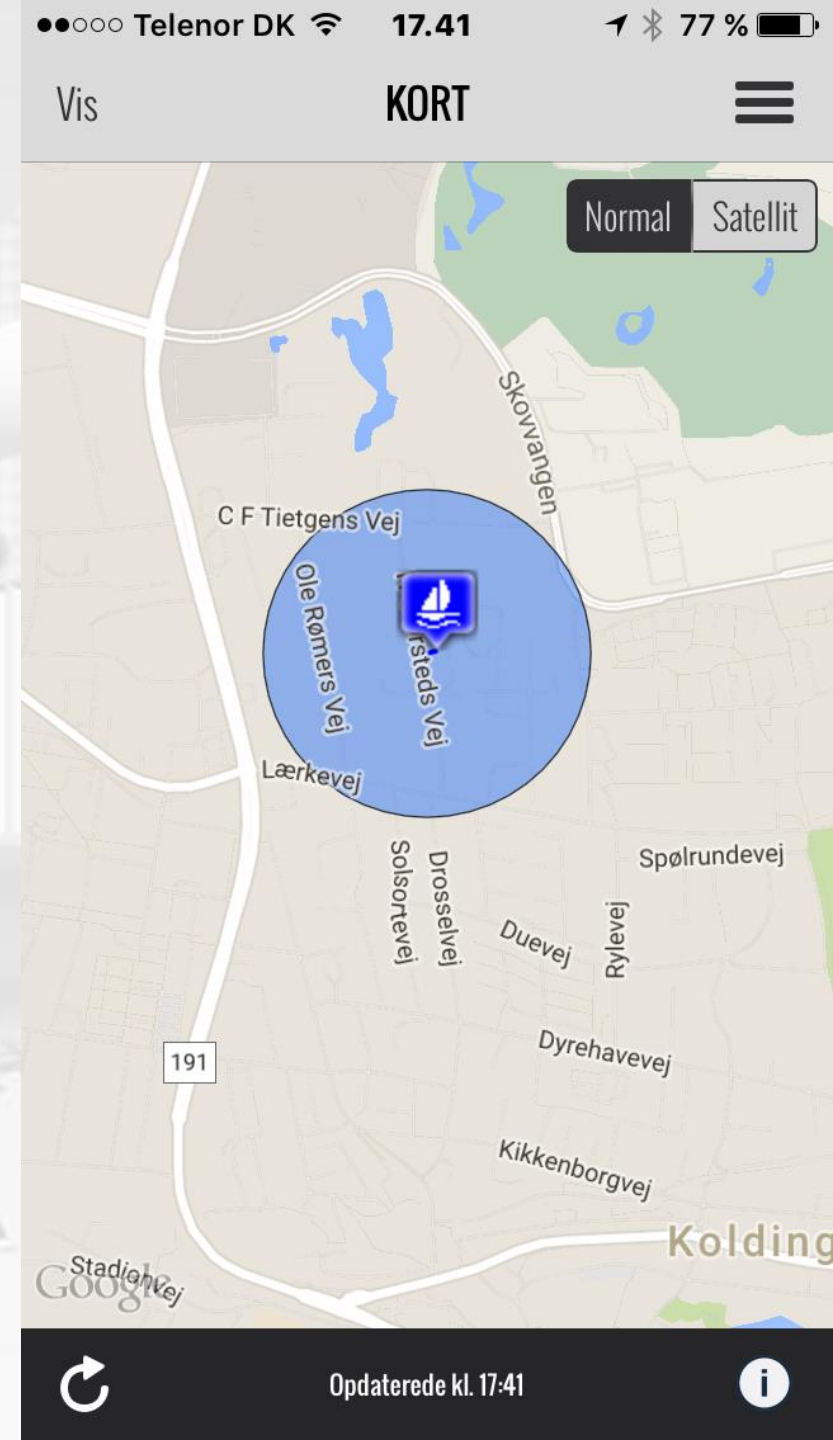 Telenor DK 17.41 77 %
Vis KORT
Normal Satellit
Skovvangen
C F Tietgens Vej
Ole Rømers Vej
rsteds Vej
Lærkevej
Solsortevej
Drosselvej
Spølrundevej
Duevej
Rylevej
191
Dyrehavevej
Kikkenborgvej
Kolding
Stadionvej
Google
Opdaterede kl. 17:41
i